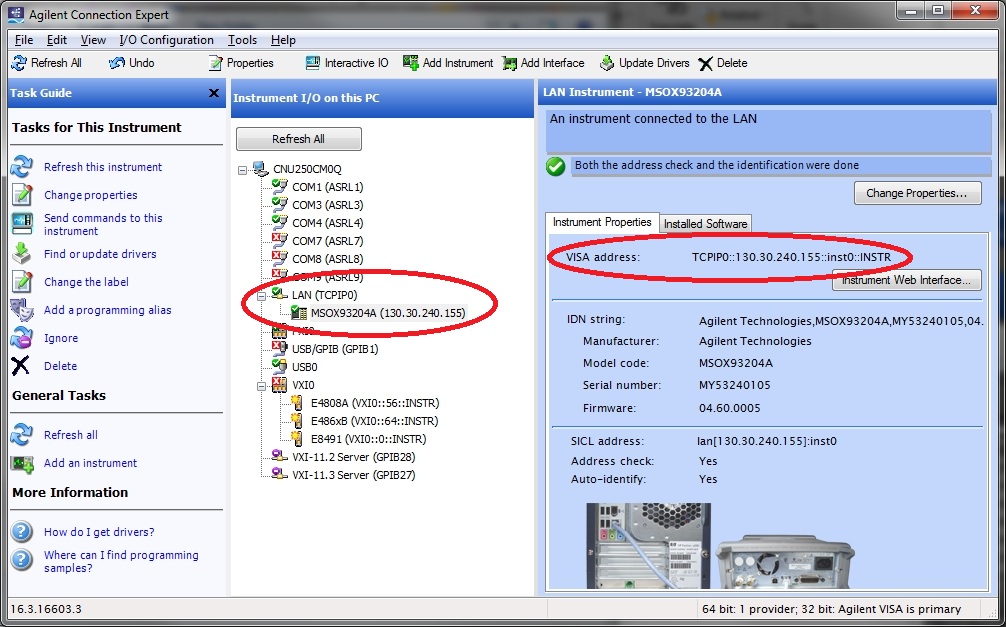 Agilent Connection Expert
File Edit View I/O Configuration Tools Help
Refresh All Undo Properties Interactive IO Add Instrument Add Interface Update Drivers Delete
Task Guide
Tasks for This Instrument
Refresh this instrument
Change properties
Send commands to this
instrument
Find or update drivers
Change the label
Add a programming alias
Ignore
Delete
General Tasks
Refresh all
Add an instrument
More Information
How do I get drivers?
Where can I find programming
samples?
Instrument I/O on this PC
Refresh All
CNU250CM0Q
COM1 (ASRL1)
COM3 (ASRL3)
COM4 (ASRL4)
COM7 (ASRL7)
COM8 (ASRL8)
COM9 (ASRL9)
LAN (TCPIP0)
MSOX93204A (130.30.240.155)
PXI0
USB/GPIB (GPIB1)
USB0
VXI0
E4808A (VXI0::56::INSTR)
E486xB (VXI0::64::INSTR)
E8491 (VXI0::0::INSTR)
VXI-11.2 Server (GPIB28)
VXI-11.3 Server (GPIB27)
LAN Instrument - MSOX93204A
An instrument connected to the LAN
Both the address check and the identification were done
Change Properties...
Instrument Properties Installed Software
VISA address: TCPIP0::130.30.240.155::inst0::INSTR
Instrument Web Interface...
IDN string: Agilent Technologies,MSOX93204A,MY53240105,04.
Manufacturer: Agilent Technologies
Model code: MSOX93204A
Serial number: MY53240105
Firmware: 04.60.0005
SICL address: lan[130.30.240.155]:inst0
Address check: Yes
Auto-identify: Yes
16.3.16603.3
64 bit: 1 provider; 32 bit: Agilent VISA is primary